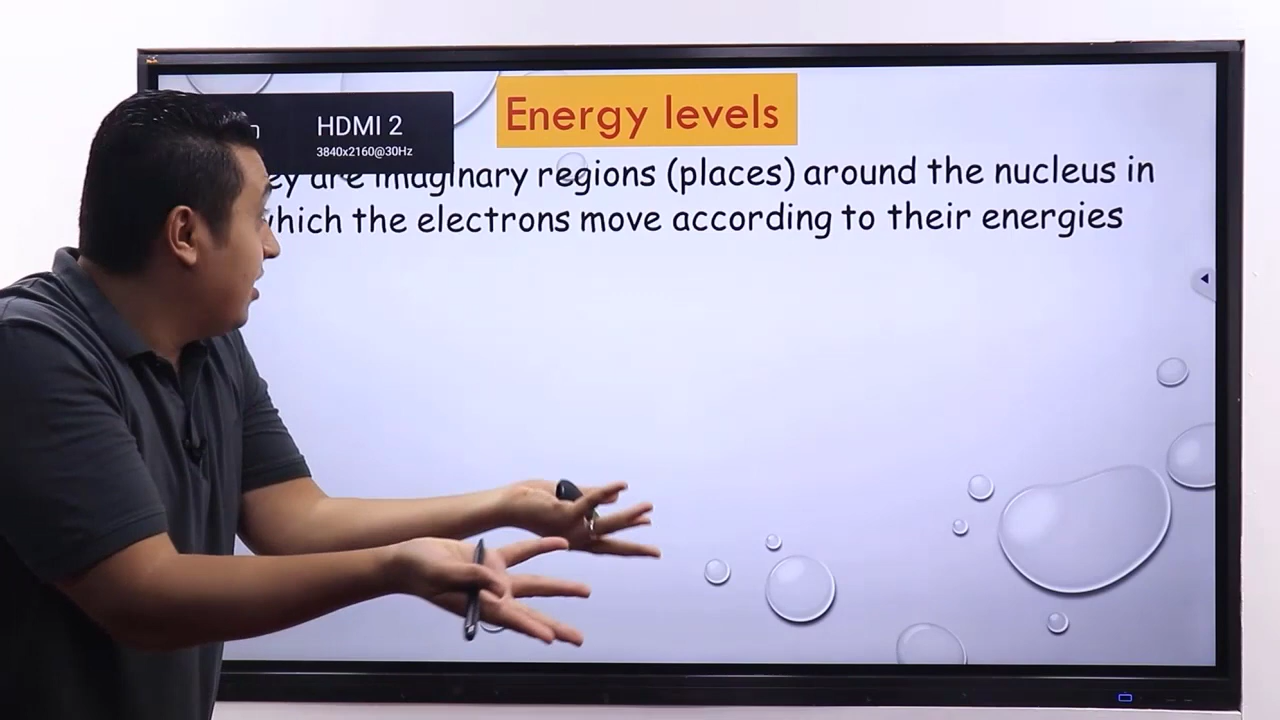 Energy levels
HDMI 2
3840x2160@30Hz
are imaginary regions (places) around the nucleus in
which the electrons move according to their energies